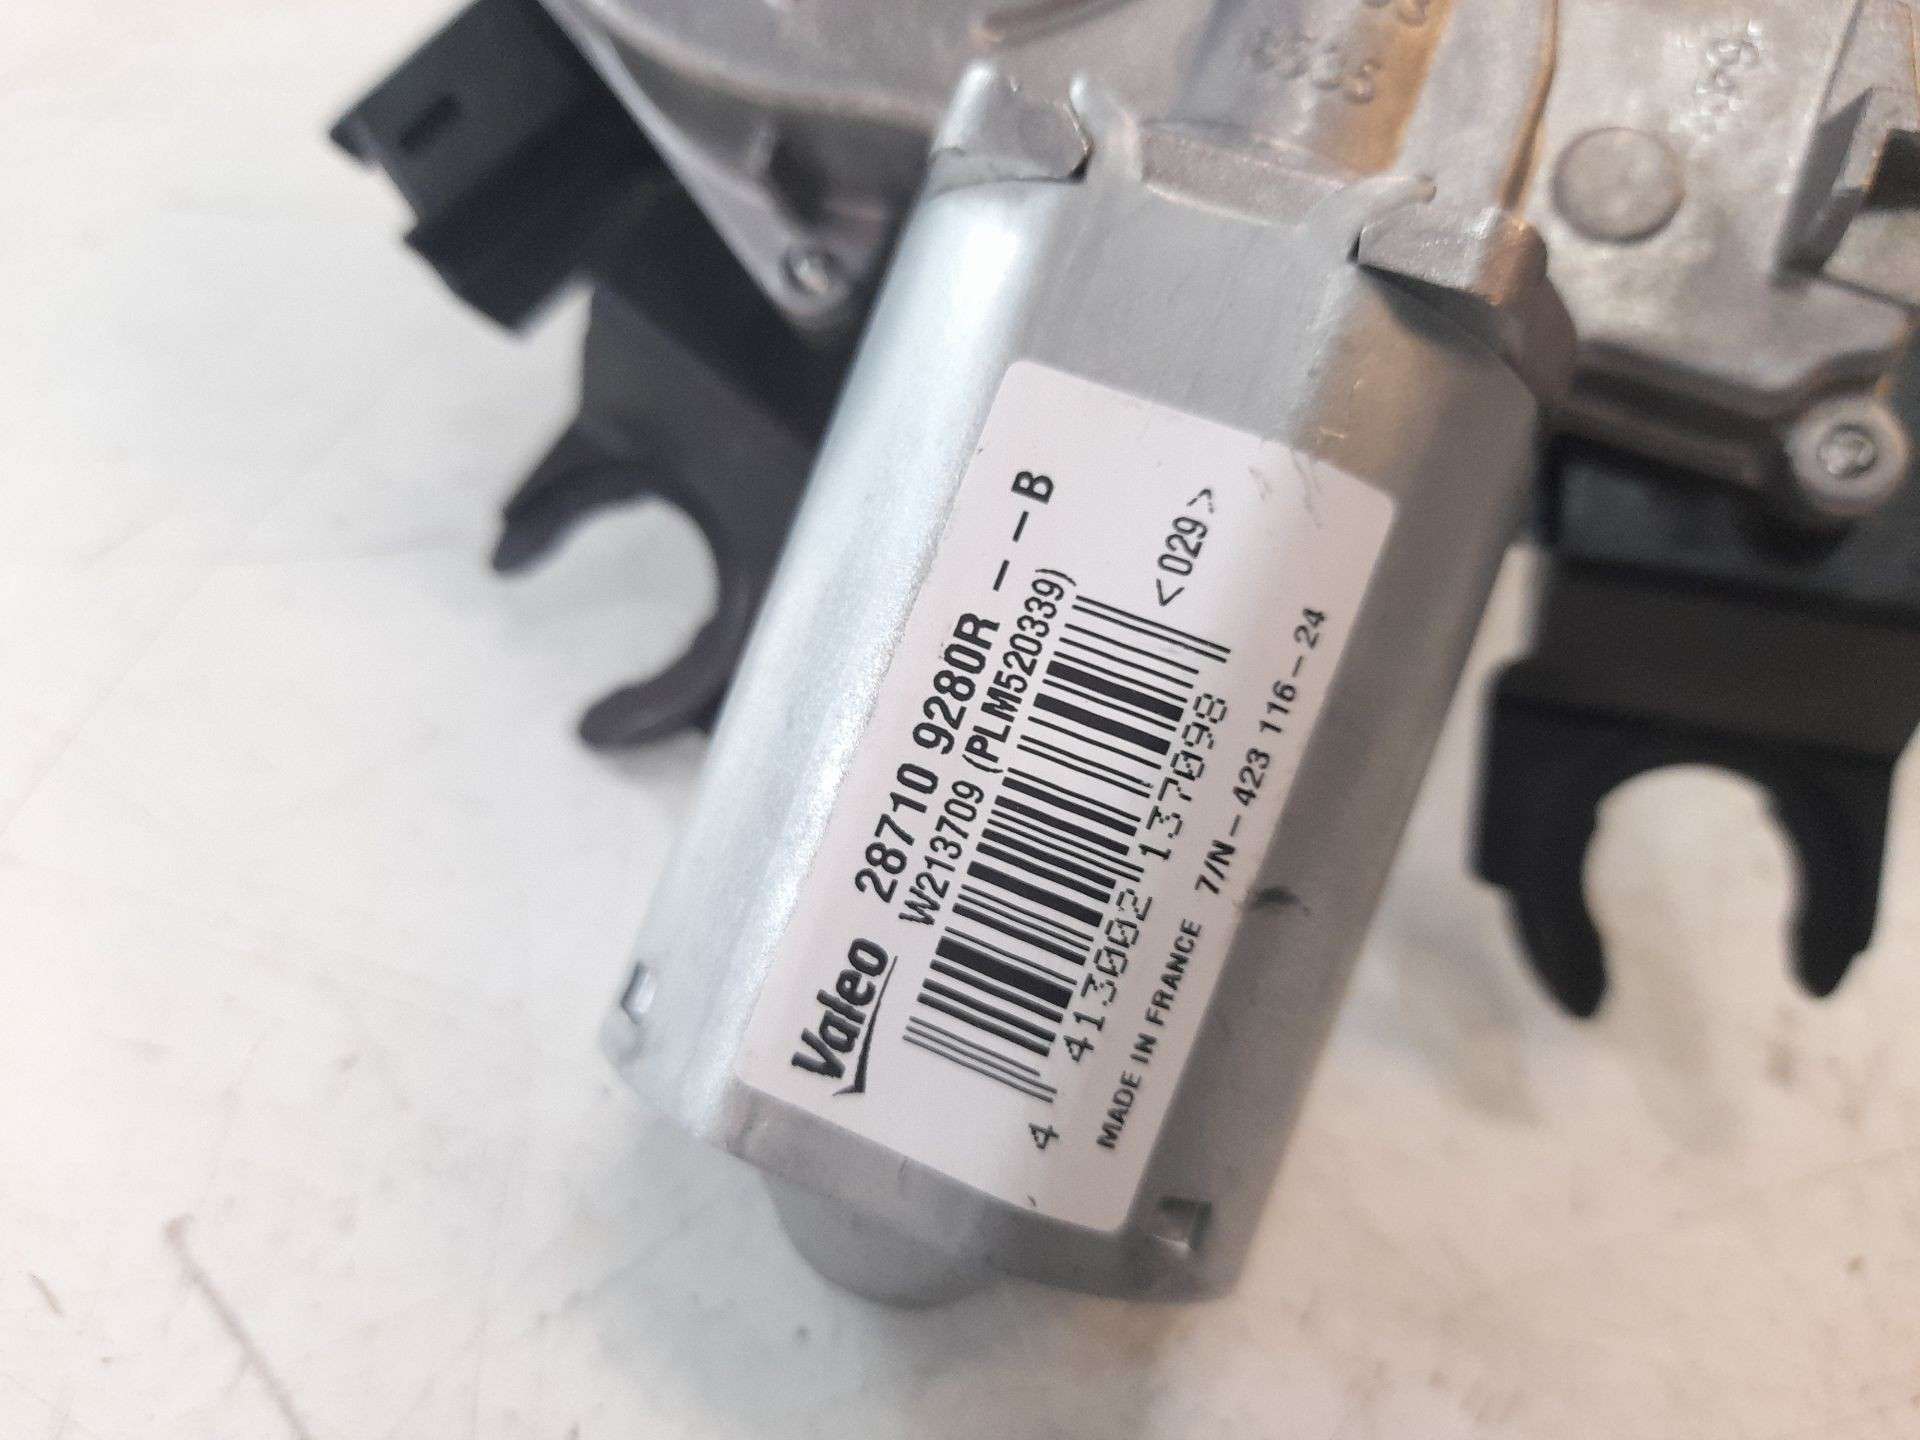 Valeo 28710 9280R -- B
W213709 (PLM520339)
<029>
4 413002 137098
MADE IN FRANCE 7/N-423 116-24